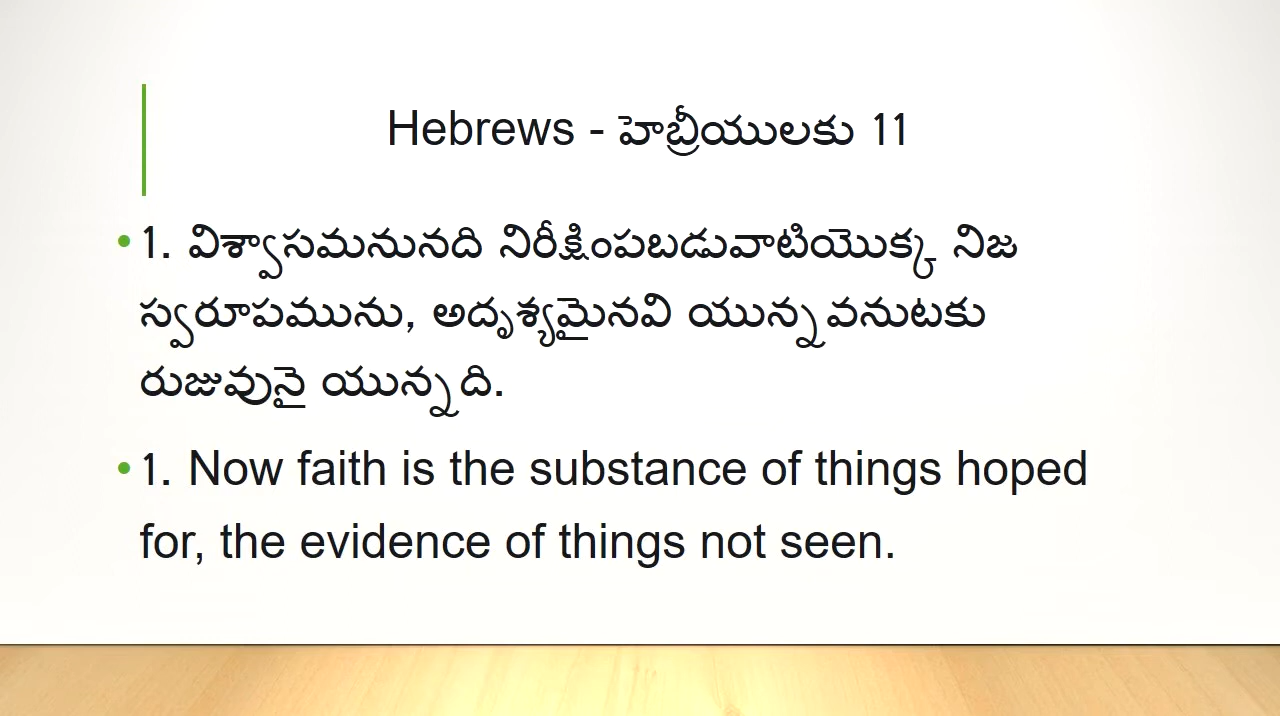 Hebrews - హెబ్రీయులకు 11
• 1. విశ్వాసమనునది నిరీక్షింపబడువాటియొక్క నిజ
స్వరూపమును, అదృశ్యమైనవి యున్నవనుటకు
రుజువునై యున్నది.
• 1. Now faith is the substance of things hoped
for, the evidence of things not seen.